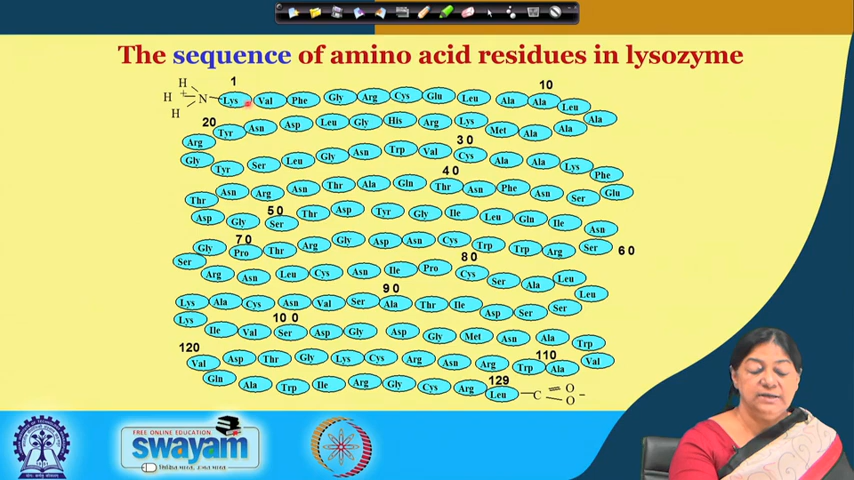 The sequence of amino acid residues in lysozyme
1 10
H H H + N Lys Val Phe Gly Arg Cys Glu Leu Ala Ala Leu Ala
20
Arg Tyr Asn Asp Leu Gly His Arg Lys Met Ala Ala
30
Gly Tyr Ser Leu Gly Asn Trp Val Cys Ala Ala Lys Phe
40
Thr Asn Arg Asn Thr Ala Gln Thr Asn Phe Asn Ser Glu
50
Asp Gly Ser Thr Asp Tyr Gly Ile Leu Gln Ile Asn
70 60
Ser Gly Pro Thr Arg Gly Asp Asn Cys Trp Trp Arg Ser
80
Arg Asn Leu Cys Asn Ile Pro Cys Ser Ala Leu Leu
90
Lys Ala Cys Asn Val Ser Ala Thr Ile Asp Ser Ser
100
Lys Ile Val Ser Asp Gly Asp Gly Met Asn Ala Trp
120 110
Val Asp Thr Gly Lys Cys Arg Asn Arg Trp Ala Val
129
Gln Ala Trp Ile Arg Gly Cys Arg Leu C O O −
FREE ONLINE EDUCATION
swayam